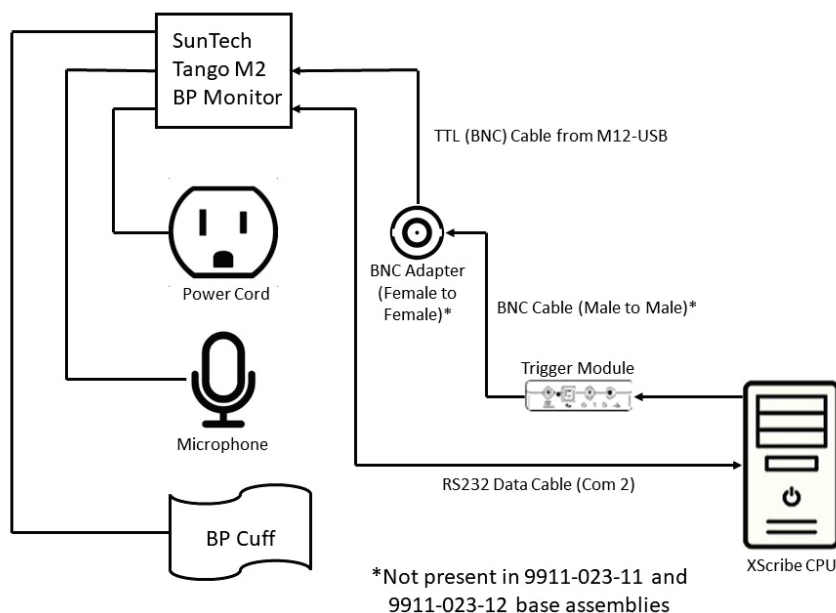 SunTech
Tango M2
BP Monitor
TTL (BNC) Cable from M12-USB
BNC Adapter
(Female to
Female)*
Power Cord
BNC Cable (Male to Male)*
Trigger Module
Microphone
RS232 Data Cable (Com 2)
BP Cuff
XScribe CPU
*Not present in 9911-023-11 and
9911-023-12 base assemblies